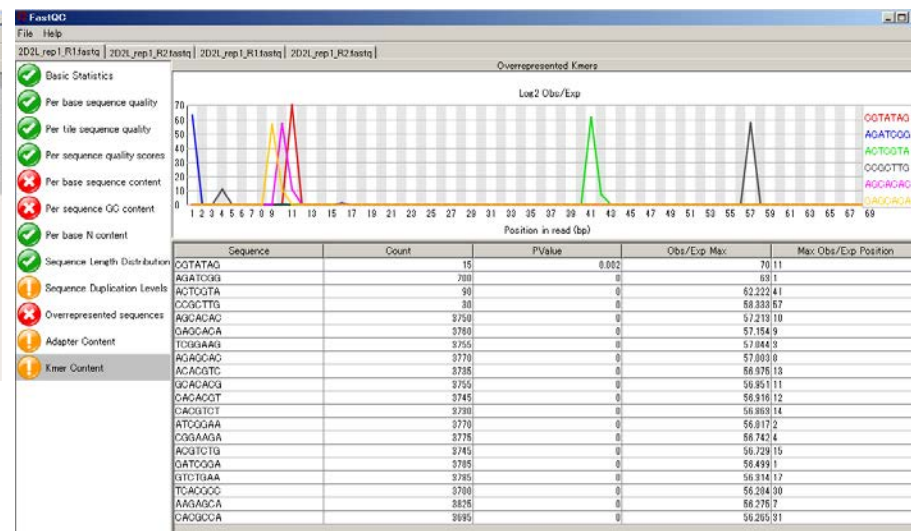 FastQC
File Help
2D2L_rep1_R1.fastq 2D2L_rep1_R2.fastq 2D2L_rep1_R1.fastq 2D2L_rep1_R2.fastq
Basic Statistics
Per base sequence quality
Per tile sequence quality
Per sequence quality scores
Per base sequence content
Per sequence GC content
Per base N content
Sequence Length Distribution
Sequence Duplication Levels
Overrepresented sequences
Adapter Content
Kmer Content
Overrepresented Kmers
Log2 Obs/Exp
70
60
50
40
30
20
10
0
CGTATAG
AGATCGG
ACTCGTA
CCGCTTG
AGCACAC
GAGCACA
1 2 3 4 5 6 7 8 9 11 13 15 17 19 21 23 25 27 29 31 33 35 37 39 41 43 45 47 49 51 53 55 57 59 61 63 65 67 69
Position in read (bp)
Sequence Count PValue Obs/Exp Max Max Obs/Exp Position
CGTATAG 15 0.002 70 11
AGATCGG 700 0 63 1
ACTCGTA 90 0 62.222 41
CCGCTTG 30 0 58.333 57
AGCACAC 3750 0 57.213 10
GAGCACA 3760 0 57.154 9
TCGGAAG 3755 0 57.044 3
AGAGCAC 3770 0 57.003 8
ACACGTC 3735 0 56.975 13
GCACACG 3755 0 56.951 11
CACACGT 3745 0 56.916 12
CACGTCT 3730 0 56.863 14
ATCGGAA 3770 0 56.817 2
CGGAAGA 3775 0 56.742 4
ACGTCTG 3745 0 56.729 15
GATCGGA 3785 0 56.499 1
GTCTGAA 3785 0 56.314 17
TCACGCC 3700 0 56.284 30
AAGAGCA 3825 0 56.275 7
CACGCCA 3695 0 56.265 31